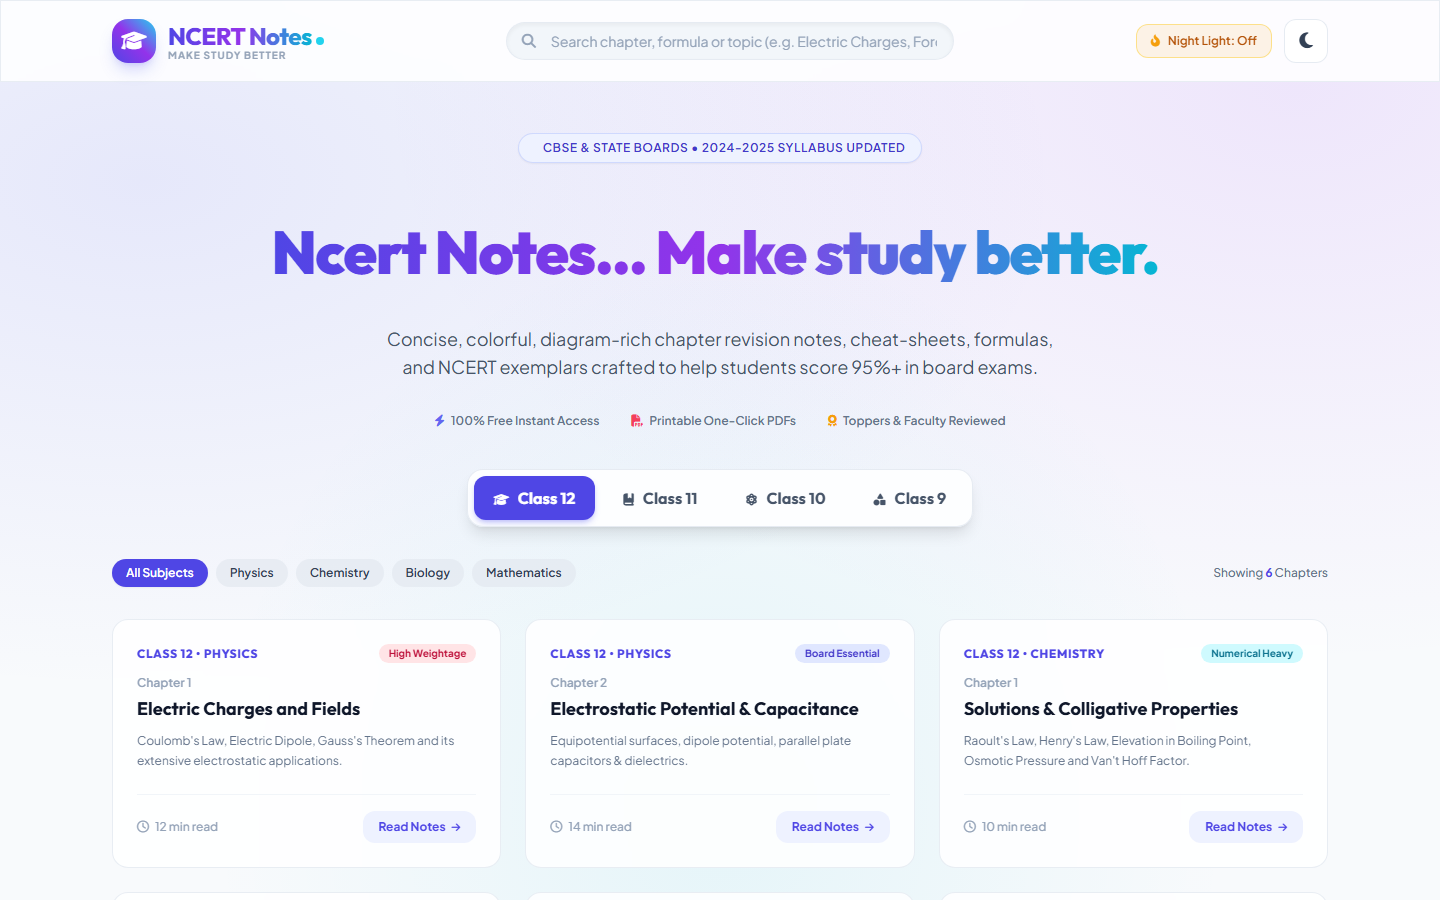 NCERT Notes
MAKE STUDY BETTER
Search chapter, formula or topic (e.g. Electric Charges,
Night Light: Off
CBSE & STATE BOARDS • 2024-2025 SYLLABUS UPDATED
Ncert Notes... Make study better.
Concise, colorful, diagram-rich chapter revision notes, cheat-sheets, formulas,
and NCERT exemplars crafted to help students score 95%+ in board exams.
100% Free Instant Access
Printable One-Click PDFs
Toppers & Faculty Reviewed
Class 12
Class 11
Class 10
Class 9
All Subjects
Physics
Chemistry
Biology
Mathematics
Showing 6 Chapters
CLASS 12 • PHYSICS
High Weightage
Chapter 1
Electric Charges and Fields
Coulomb's Law, Electric Dipole, Gauss's Theorem and its
extensive electrostatic applications.
12 min read
Read Notes →
CLASS 12 • PHYSICS
Board Essential
Chapter 2
Electrostatic Potential & Capacitance
Equipotential surfaces, dipole potential, parallel plate
capacitors & dielectrics.
14 min read
Read Notes →
CLASS 12 • CHEMISTRY
Numerical Heavy
Chapter 1
Solutions & Colligative Properties
Raoult's Law, Henry's Law, Elevation in Boiling Point,
Osmotic Pressure and Van't Hoff Factor.
10 min read
Read Notes →